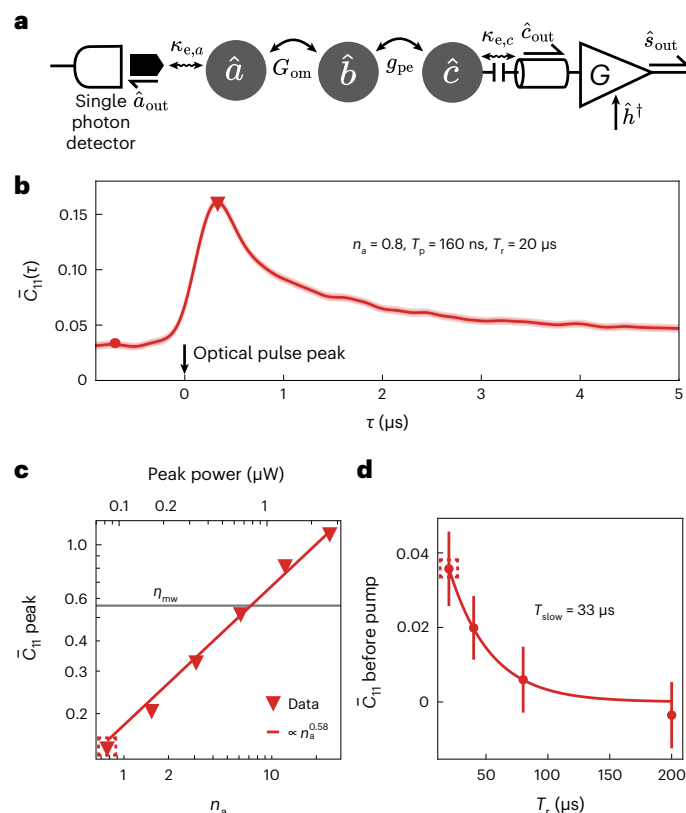 a
κe,a
Gom
gpe
κe,c
ĉout
ŝout
â
b̂
ĉ
G
âout
ĥ†
Single
photon
detector
b
C̄11(τ)
0.15
0.10
0.05
0
na = 0.8, Tp = 160 ns, Tr = 20 µs
Optical pulse peak
0 1 2 3 4 5
τ (µs)
c
Peak power (µW)
0.1 0.2 1
C̄11 peak
1.0
0.6
0.4
0.3
0.2
ηmw
Data
∝ na^0.58
1 2 10
na
d
C̄11 before pump
0.04
0.02
0
Tslow = 33 µs
50 100 150 200
Tr (µs)